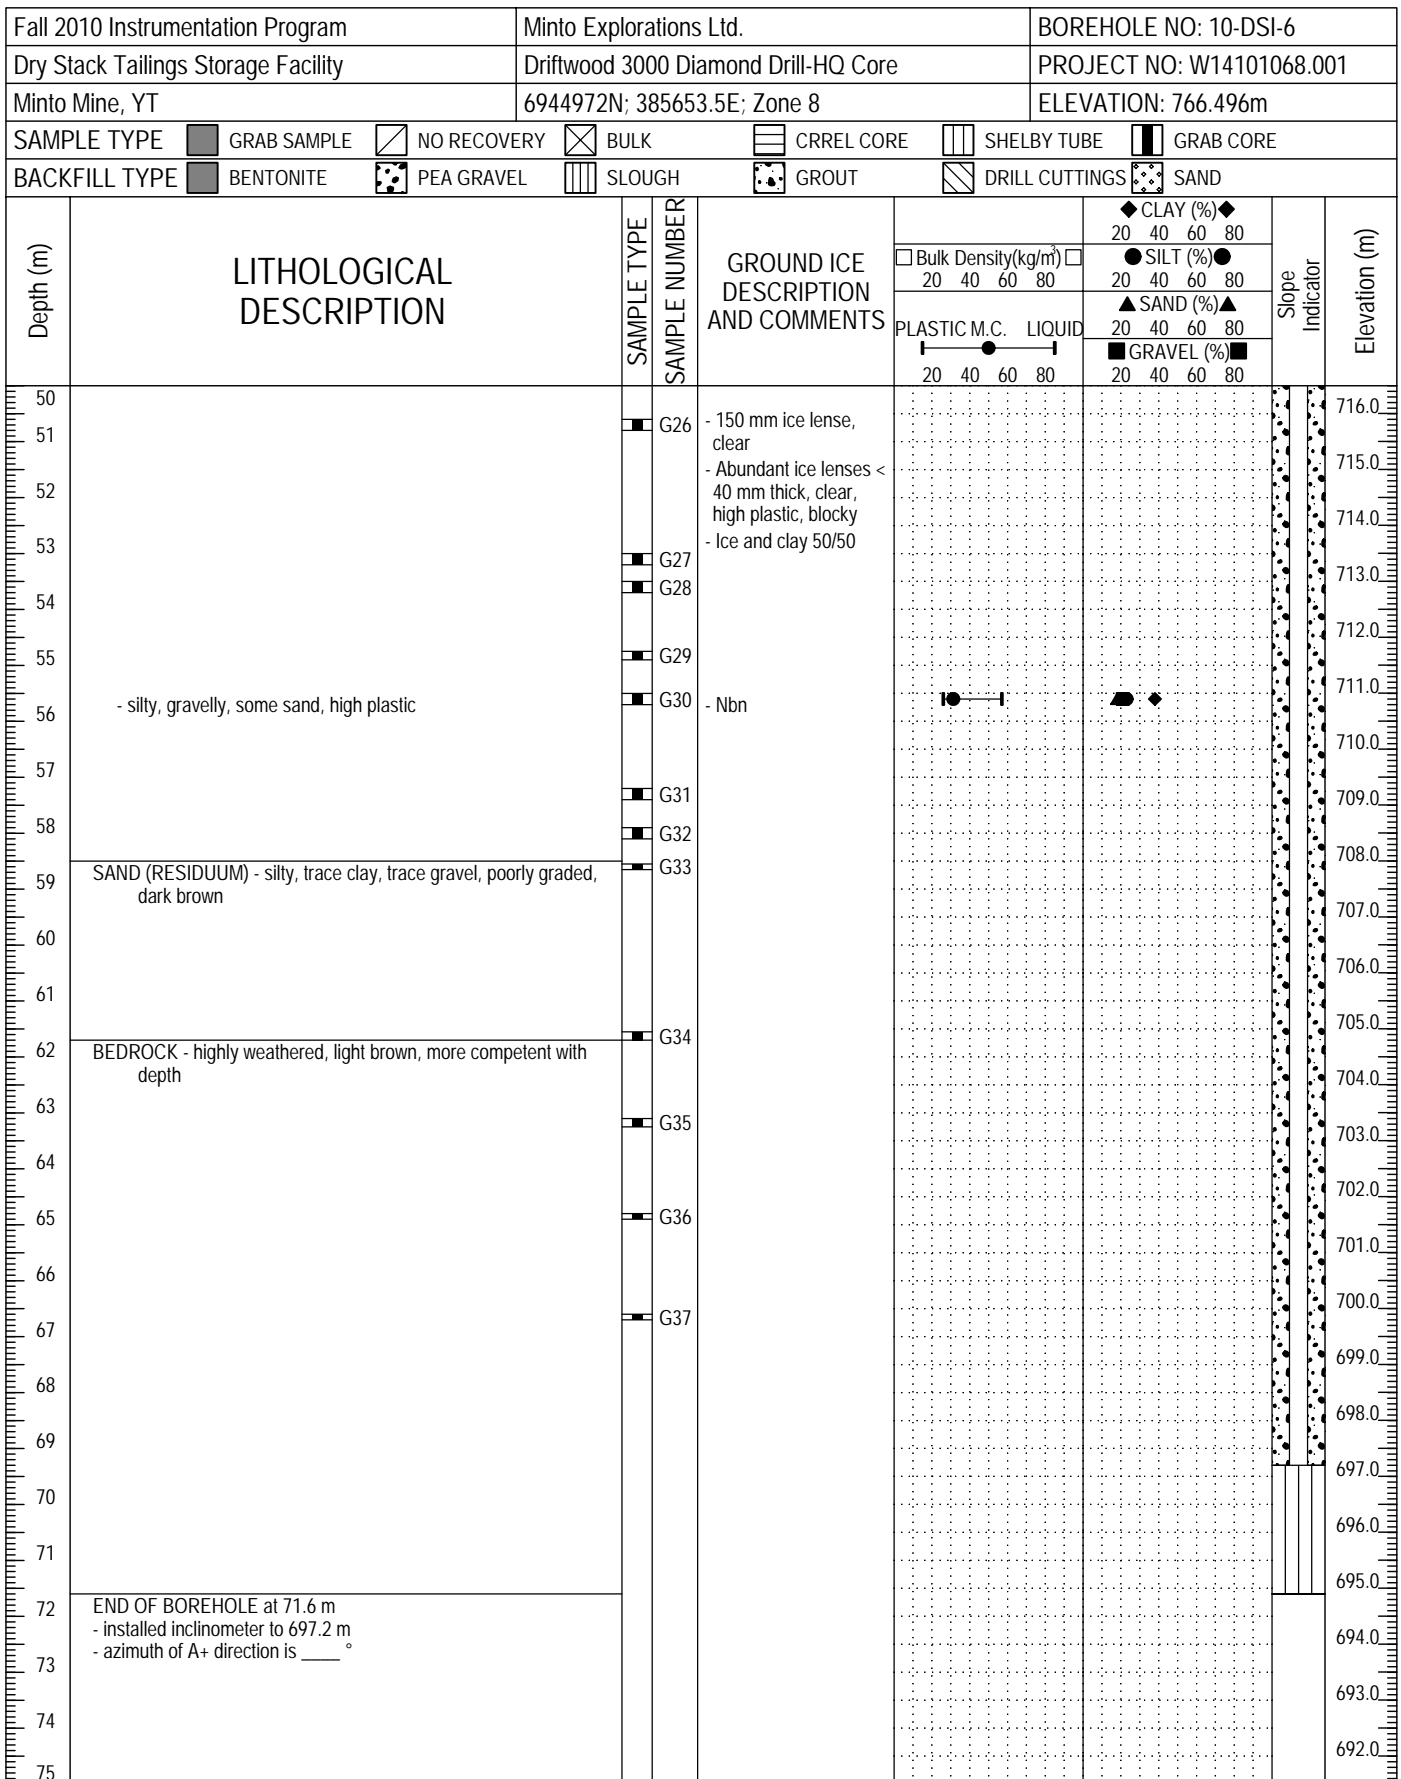 Fall 2010 Instrumentation Program
Minto Explorations Ltd.
BOREHOLE NO: 10-DSI-6
Dry Stack Tailings Storage Facility
Driftwood 3000 Diamond Drill-HQ Core
PROJECT NO: W14101068.001
Minto Mine, YT
6944972N; 385653.5E; Zone 8
ELEVATION: 766.496m
SAMPLE TYPE GRAB SAMPLE NO RECOVERY BULK CRREL CORE SHELBY TUBE GRAB CORE
BACKFILL TYPE BENTONITE PEA GRAVEL SLOUGH GROUT DRILL CUTTINGS SAND
Depth (m)
LITHOLOGICAL
DESCRIPTION
SAMPLE TYPE
SAMPLE NUMBER
GROUND ICE
DESCRIPTION
AND COMMENTS
Bulk Density(kg/m³)
20 40 60 80
PLASTIC M.C. LIQUID
20 40 60 80
CLAY (%)
20 40 60 80
SILT (%)
20 40 60 80
SAND (%)
20 40 60 80
GRAVEL (%)
20 40 60 80
Slope
Indicator
Elevation (m)
50
51
52
53
54
55
56
57
58
59
60
61
62
63
64
65
66
67
68
69
70
71
72
73
74
75
- silty, gravelly, some sand, high plastic
SAND (RESIDUUM) - silty, trace clay, trace gravel, poorly graded,
dark brown
BEDROCK - highly weathered, light brown, more competent with
depth
END OF BOREHOLE at 71.6 m
- installed inclinometer to 697.2 m
- azimuth of A+ direction is ____ °
G26
G27
G28
G29
G30
G31
G32
G33
G34
G35
G36
G37
- 150 mm ice lense,
clear
- Abundant ice lenses <
40 mm thick, clear,
high plastic, blocky
- Ice and clay 50/50
- Nbn
716.0
715.0
714.0
713.0
712.0
711.0
710.0
709.0
708.0
707.0
706.0
705.0
704.0
703.0
702.0
701.0
700.0
699.0
698.0
697.0
696.0
695.0
694.0
693.0
692.0